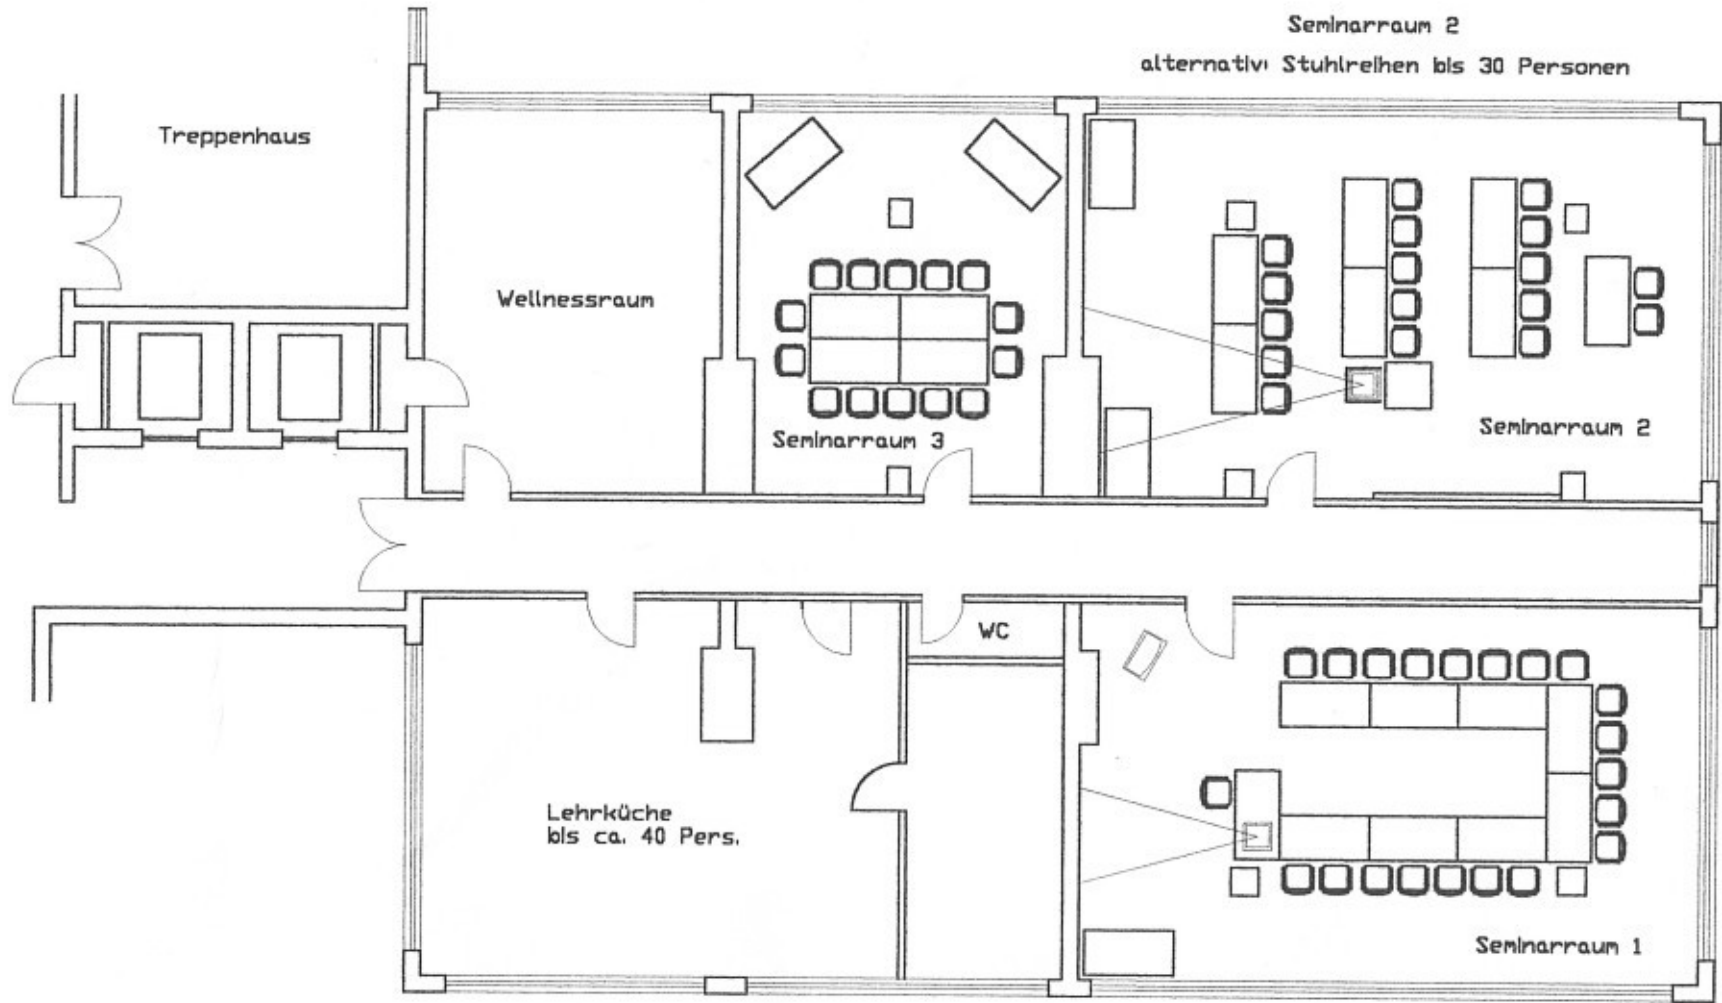 Seminarraum 2
alternativ: Stuhlreihen bis 30 Personen
Treppenhaus
Wellnessraum
Seminarraum 3
Seminarraum 2
WC
Lehrküche
bis ca. 40 Pers.
Seminarraum 1